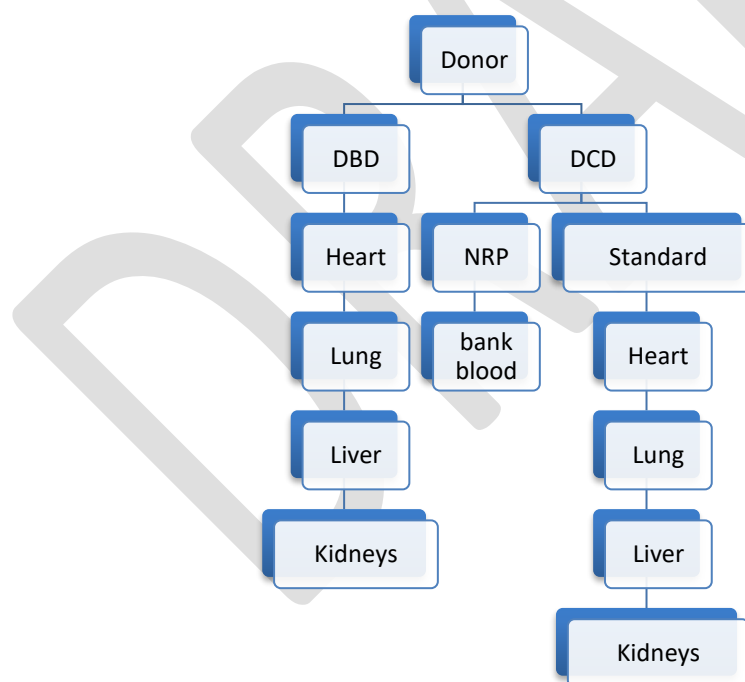 Donor
DBD
DCD
Heart
NRP
Standard
Lung
bank
blood
Heart
Liver
Lung
Kidneys
Liver
Kidneys